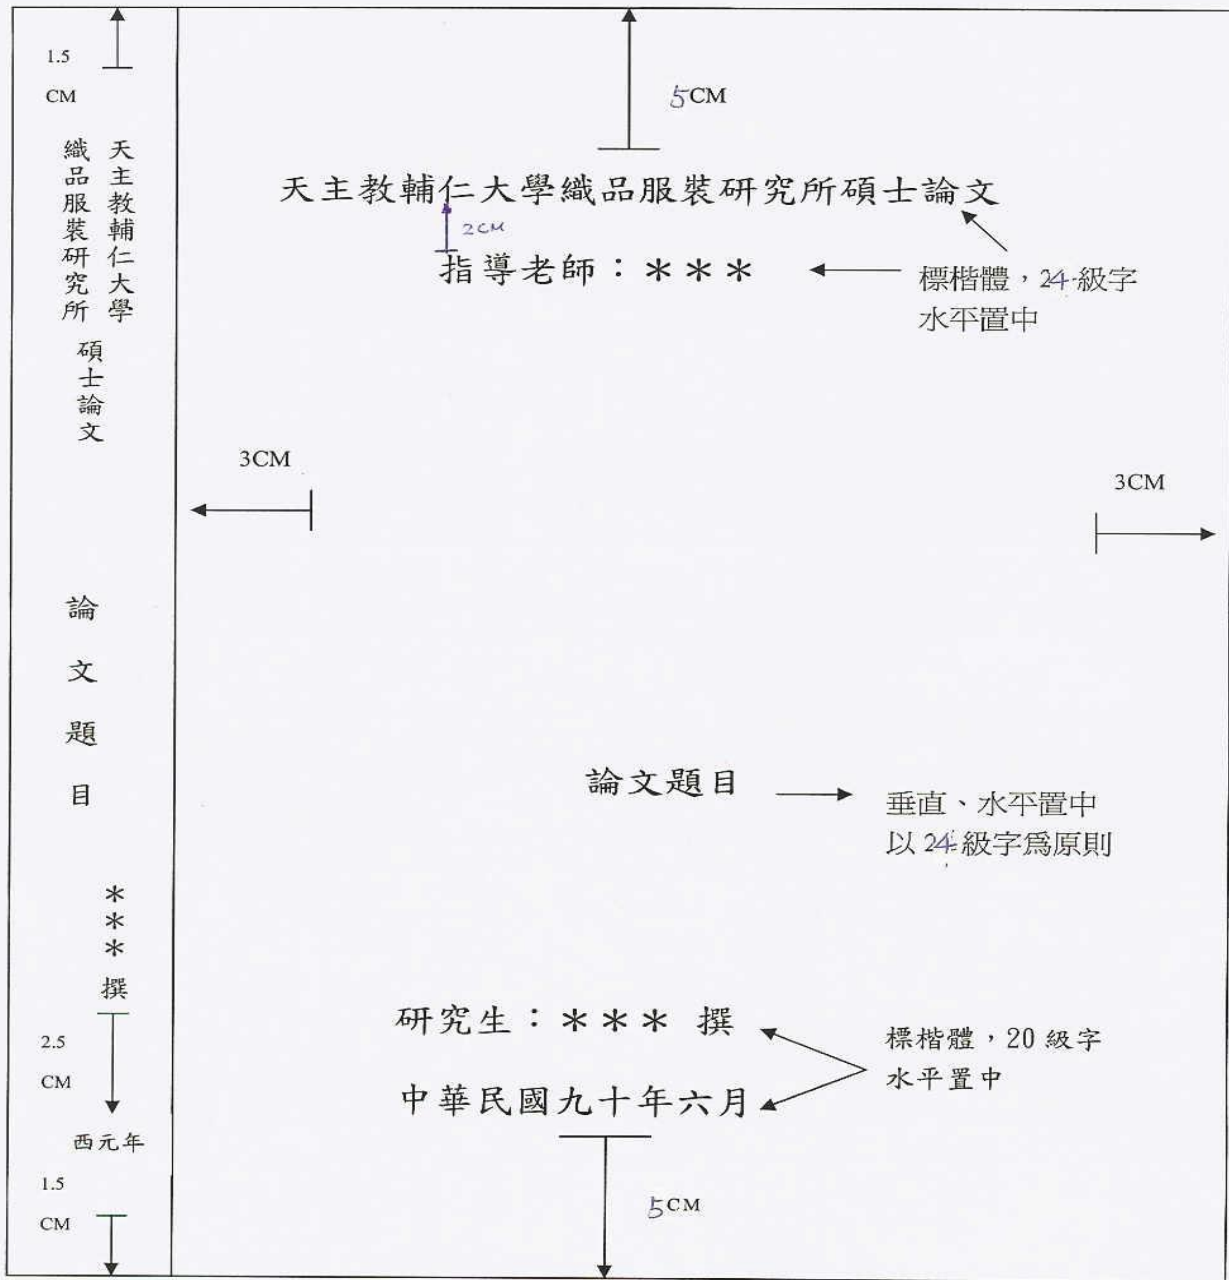 1.5
CM
天主教輔仁大學
織品服裝研究所
碩士論文
論文題目
***撰
2.5
CM
西元年
1.5
CM
5CM
天主教輔仁大學織品服裝研究所碩士論文
2CM
指導老師：***
標楷體，24級字
水平置中
3CM
3CM
論文題目
垂直、水平置中
以 24 級字為原則
研究生：*** 撰
中華民國九十年六月
標楷體，20 級字
水平置中
5CM